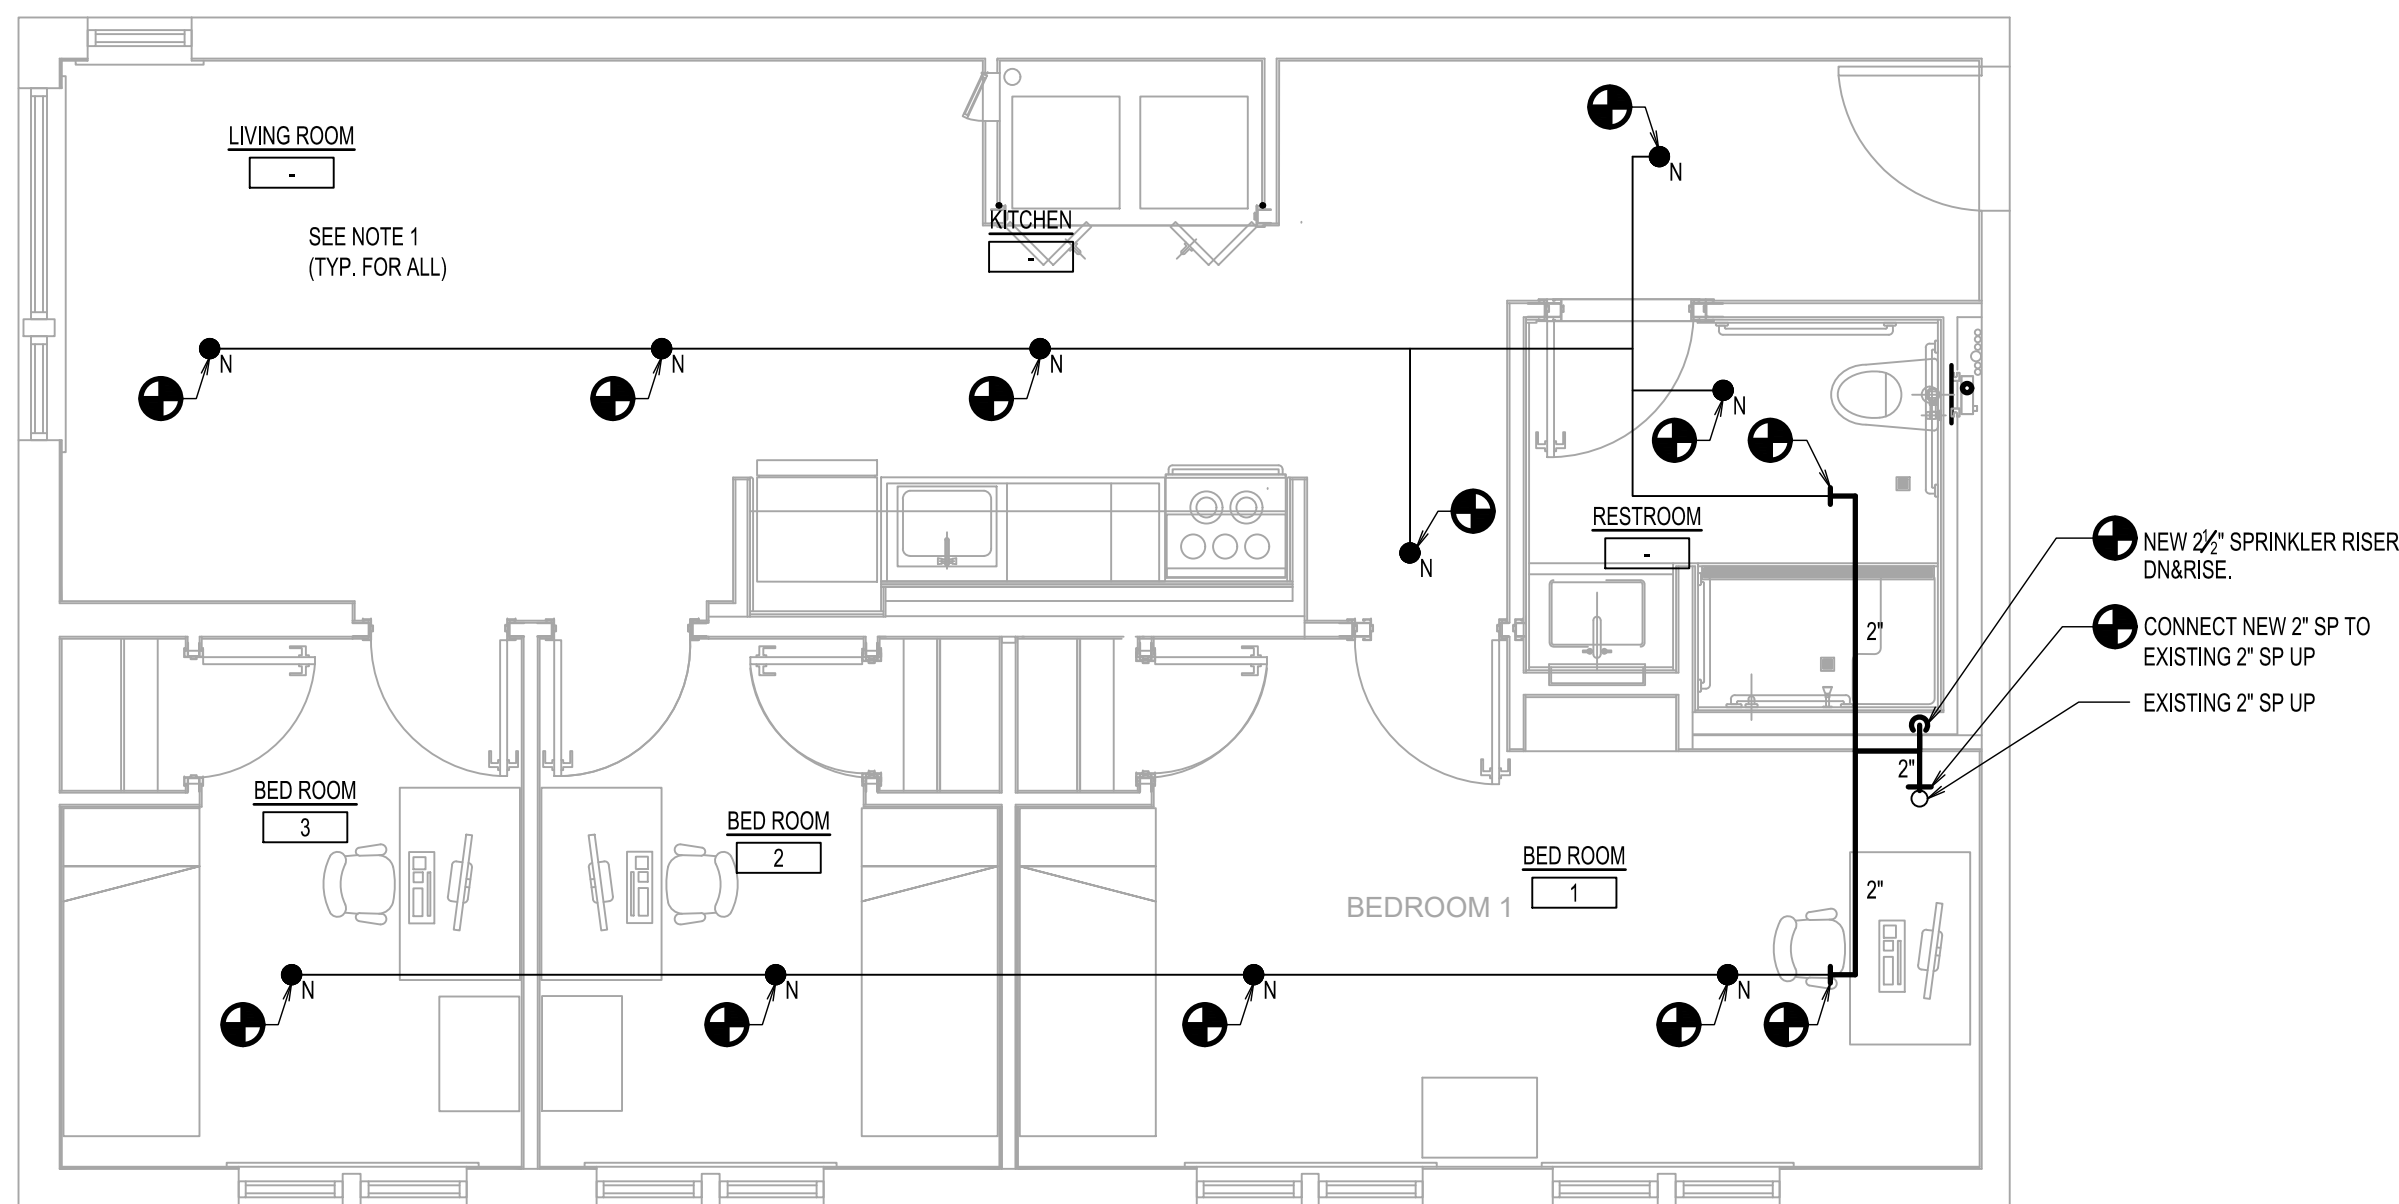 LIVING ROOM
-
SEE NOTE 1
(TYP. FOR ALL)
KITCHEN
-
N
N
N
N
N
N
RESTROOM
-
NEW 2½" SPRINKLER RISER
DN&RISE.
CONNECT NEW 2" SP TO
EXISTING 2" SP UP
EXISTING 2" SP UP
2"
2"
2"
BED ROOM
3
BED ROOM
2
BED ROOM
1
BEDROOM 1
N
N
N
N